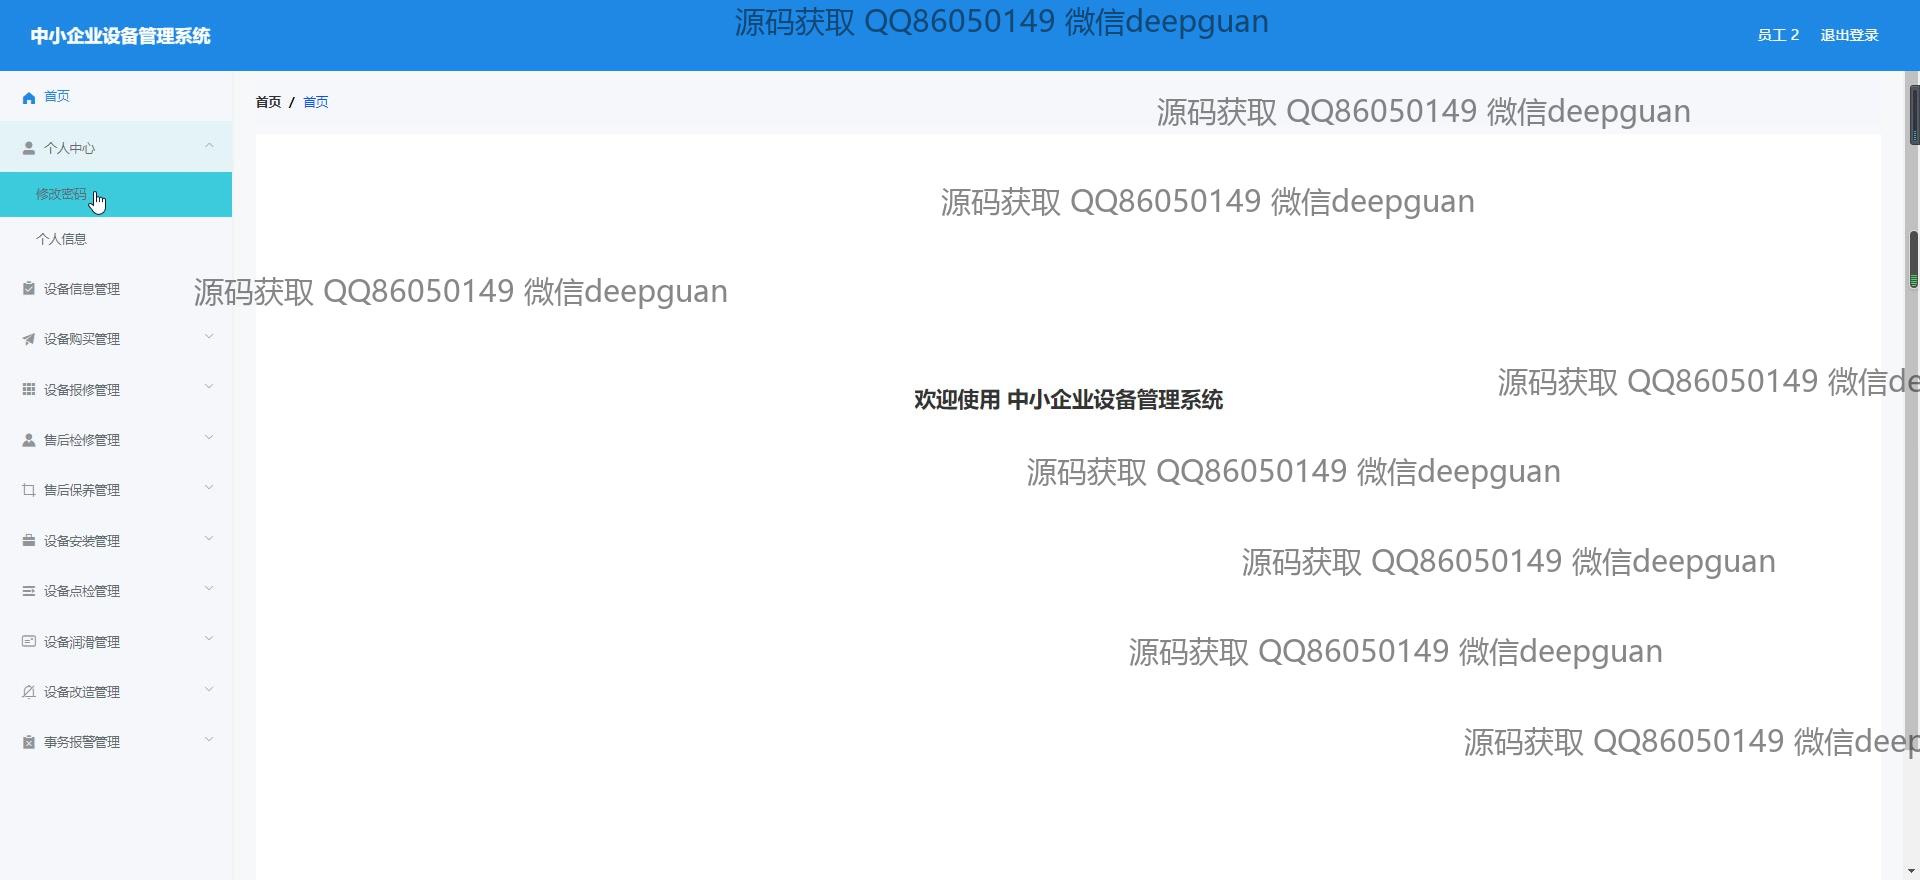 源码获取 QQ86050149 微信deepguan
中小企业设备管理系统
员工 2 退出登录
首页
首页 / 首页
源码获取 QQ86050149 微信deepguan
个人中心
修改密码
源码获取 QQ86050149 微信deepguan
个人信息
设备信息管理
源码获取 QQ86050149 微信deepguan
设备购买管理
设备报修管理
源码获取 QQ86050149 微信de
欢迎使用 中小企业设备管理系统
售后检修管理
源码获取 QQ86050149 微信deepguan
售后保养管理
设备安装管理
源码获取 QQ86050149 微信deepguan
设备点检管理
设备润滑管理
源码获取 QQ86050149 微信deepguan
设备改造管理
事务报警管理
源码获取 QQ86050149 微信deep